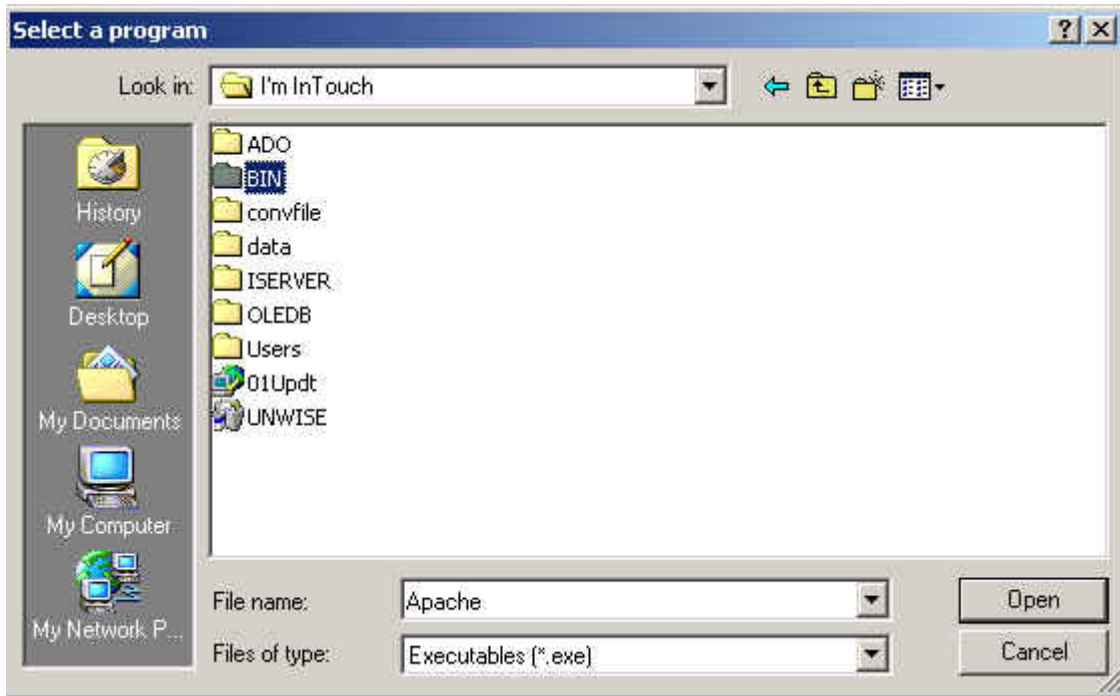 Select a program
Look in: I'm InTouch
History
Desktop
My Documents
My Computer
My Network P...
ADO
BIN
convfile
data
ISERVER
OLEDB
Users
01Updt
UNWISE
File name: Apache Open
Files of type: Executables (*.exe) Cancel